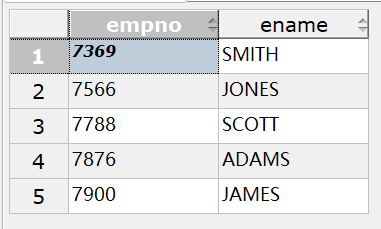 empno ename
1 7369 SMITH
2 7566 JONES
3 7788 SCOTT
4 7876 ADAMS
5 7900 JAMES